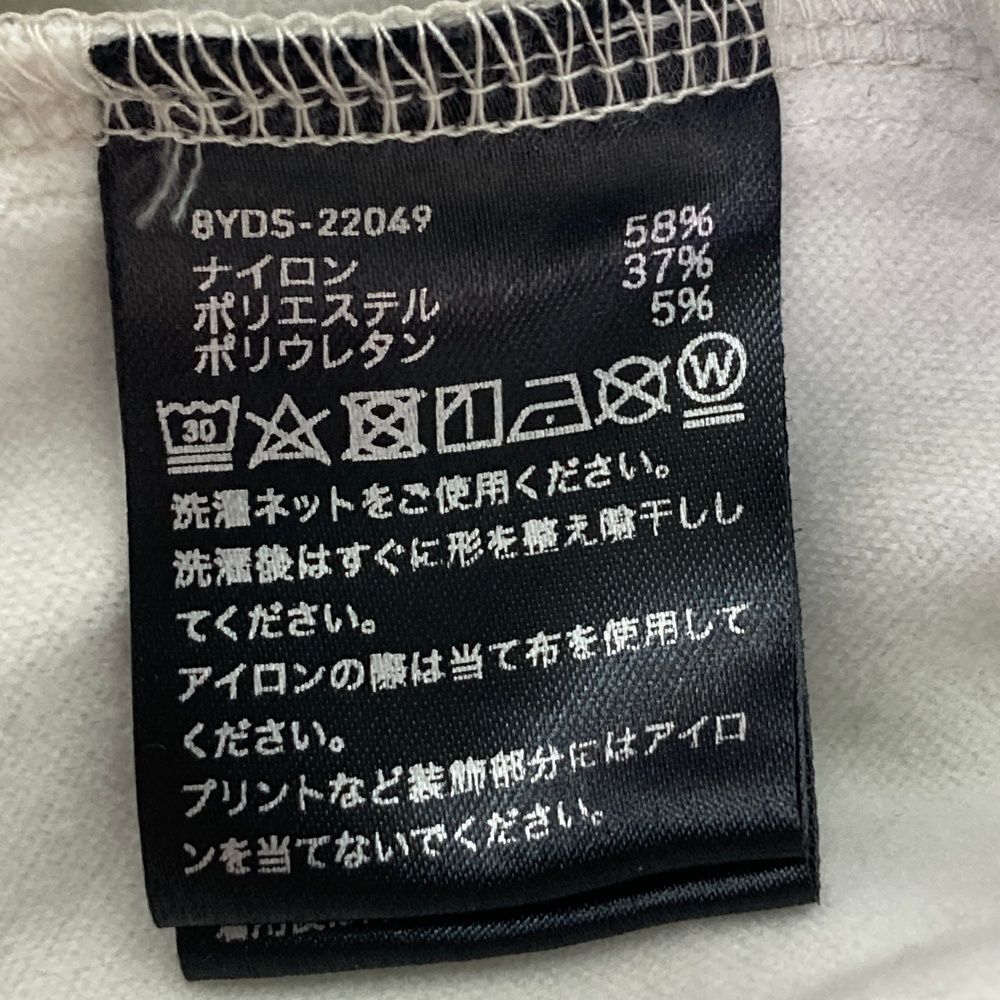 8YDS-22049
ナイロン 58%
ポリエステル 37%
ポリウレタン 5%
30
W
洗濯ネットをご使用ください。
洗濯後はすぐに形を整え陰干しし
てください。
アイロンの際は当て布を使用して
ください。
プリントなど装飾部分にはアイロ
ンを当てないでください。